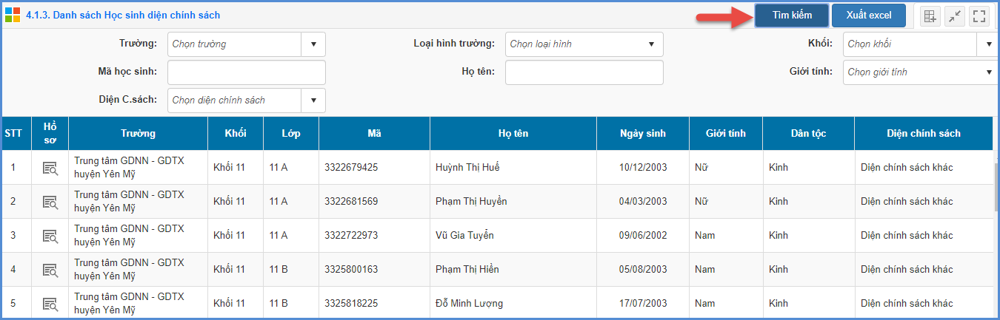 4.1.3. Danh sách Học sinh diện chính sách
Tìm kiếm
Xuất excel
Trường: Chọn trường
Loại hình trường: Chọn loại hình
Khối: Chọn khối
Mã học sinh:
Họ tên:
Giới tính: Chọn giới tính
Diện C.sách: Chọn diện chính sách
STT Hồ sơ Trường Khối Lớp Mã Họ tên Ngày sinh Giới tính Dân tộc Diện chính sách
1 Trung tâm GDNN - GDTX huyện Yên Mỹ Khối 11 11 A 3322679425 Huỳnh Thị Huế 10/12/2003 Nữ Kinh Diện chính sách khác
2 Trung tâm GDNN - GDTX huyện Yên Mỹ Khối 11 11 A 3322681569 Phạm Thị Huyền 04/03/2003 Nữ Kinh Diện chính sách khác
3 Trung tâm GDNN - GDTX huyện Yên Mỹ Khối 11 11 A 3322722973 Vũ Gia Tuyển 09/06/2002 Nam Kinh Diện chính sách khác
4 Trung tâm GDNN - GDTX huyện Yên Mỹ Khối 11 11 B 3325800163 Phạm Thị Hiền 05/08/2003 Nam Kinh Diện chính sách khác
5 Trung tâm GDNN - GDTX huyện Yên Mỹ Khối 11 11 B 3325818225 Đỗ Minh Lượng 17/07/2003 Nam Kinh Diện chính sách khác